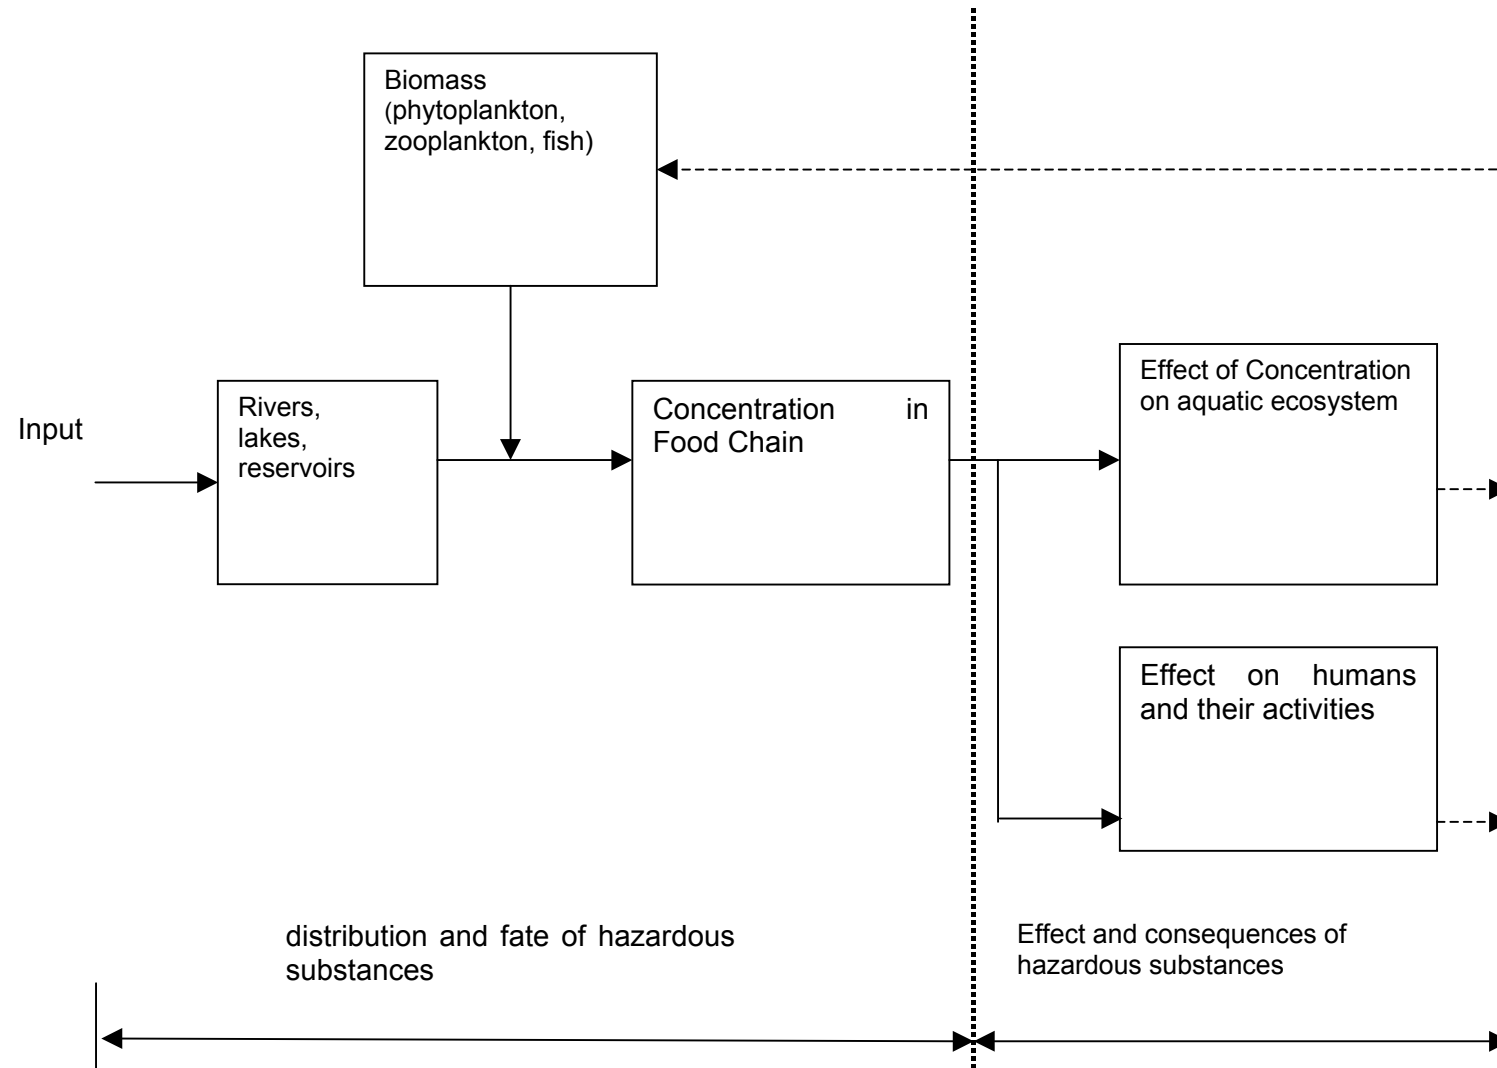 Biomass
(phytoplankton,
zooplankton, fish)
Input
Rivers,
lakes,
reservoirs
Concentration in
Food Chain
Effect of Concentration
on aquatic ecosystem
Effect on humans
and their activities
distribution and fate of hazardous
substances
Effect and consequences of
hazardous substances